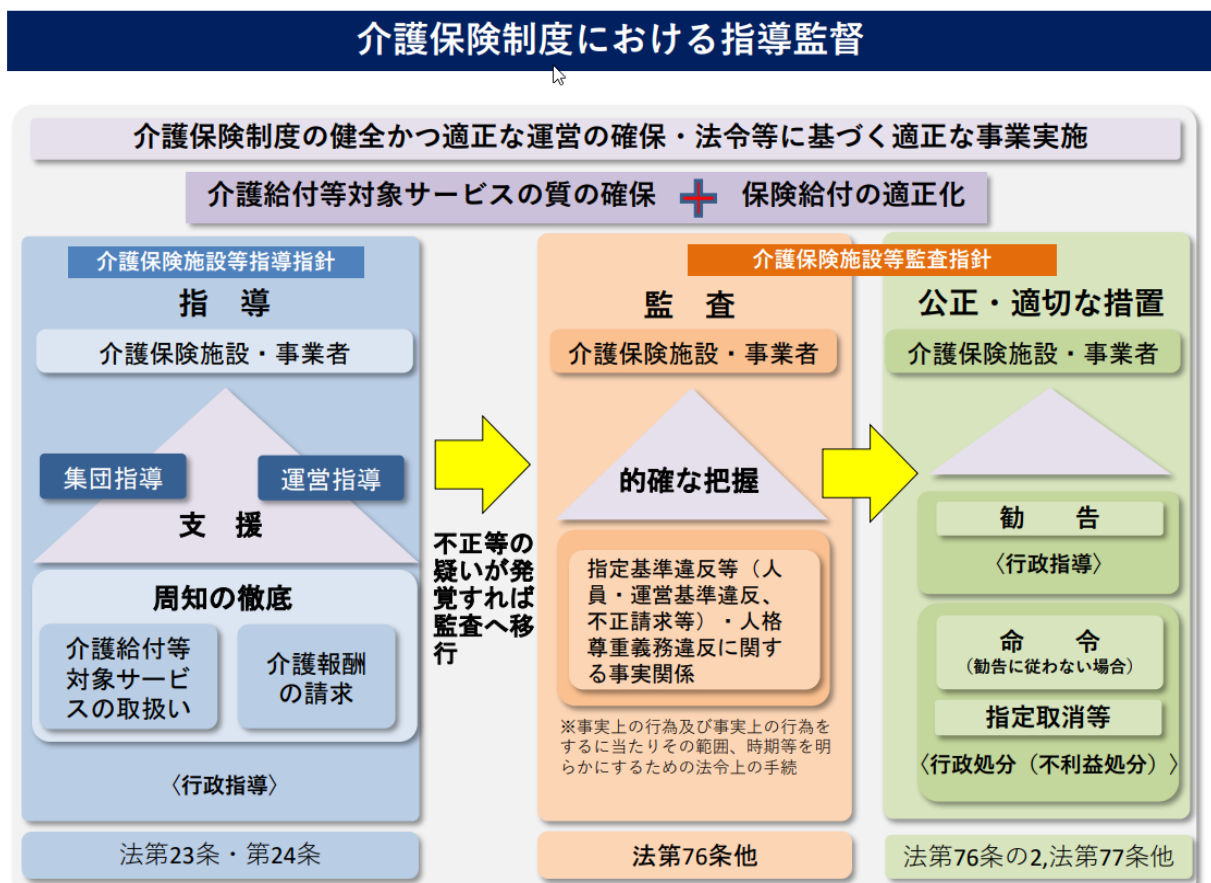 介護保険制度における指導監督
介護保険制度の健全かつ適正な運営の確保・法令等に基づく適正な事業実施
介護給付等対象サービスの質の確保 + 保険給付の適正化
介護保険施設等指導指針
指 導
介護保険施設・事業者
集団指導
運営指導
支 援
周知の徹底
介護給付等
対象サービ
スの取扱い
介護報酬
の請求
〈行政指導〉
法第23条・第24条
不正等の
疑いが発
覚すれば
監査へ移
行
介護保険施設等監査指針
監 査
介護保険施設・事業者
的確な把握
指定基準違反等（人
員・運営基準違反、
不正請求等）・人格
尊重義務違反に関す
る事実関係
※事実上の行為及び事実上の行為を
するに当たりその範囲、時期等を明
らかにするための法令上の手続
法第76条他
公正・適切な措置
介護保険施設・事業者
勧 告
〈行政指導〉
命 令
（勧告に従わない場合）
指定取消等
〈行政処分（不利益処分）〉
法第76条の2,法第77条他